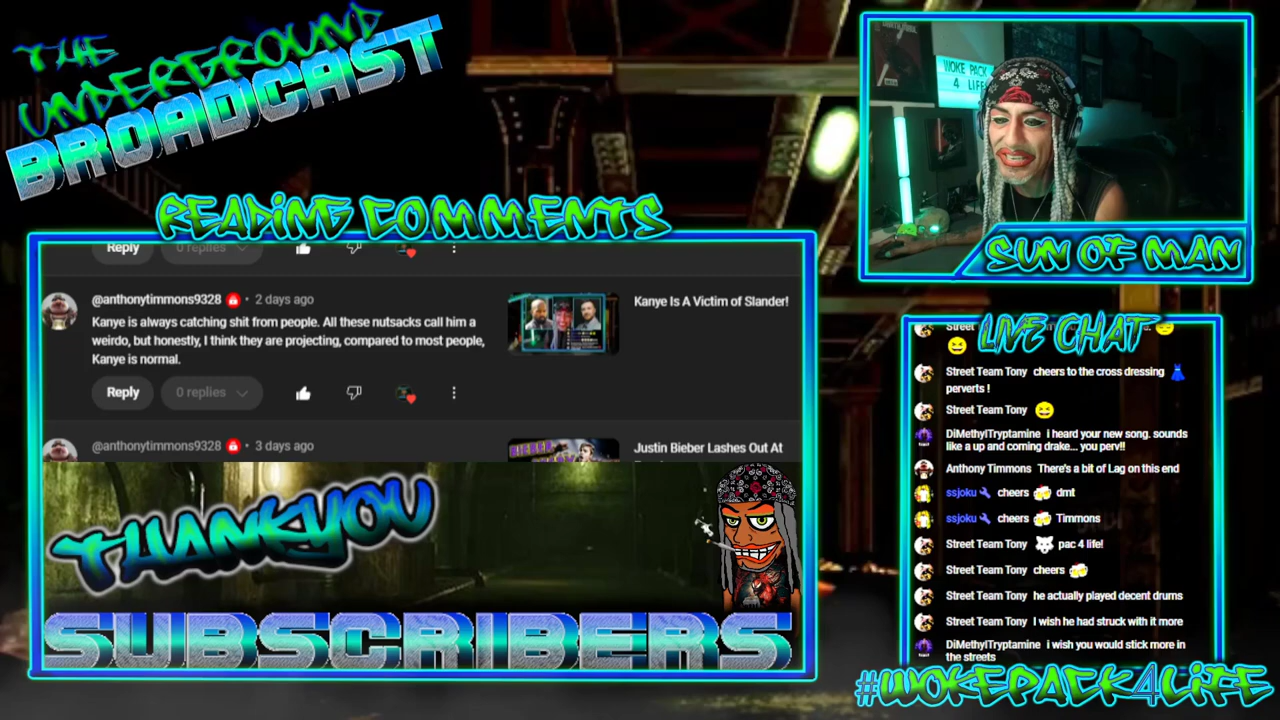 THE
UNDERGROUND
BROADCAST
WOKE PACK
4 LIFE
SUN OF MAN
READING COMMENTS
Reply
0 replies
@anthonytimmons9328 • 2 days ago
Kanye is always catching shit from people. All these nutsacks call him a
weirdo, but honestly, I think they are projecting, compared to most people,
Kanye is normal.
Kanye Is A Victim of Slander!
Reply
0 replies
@anthonytimmons9328 • 3 days ago
Justin Bieber Lashes Out At
THANKYOU
SUBSCRIBERS
LIVE CHAT
Street
Street Team Tony cheers to the cross dressing 👗
perverts !
Street Team Tony 😆
DiMethylTryptamine i heard your new song. sounds
like a up and coming drake... you perv!!
Anthony Timmons There's a bit of Lag on this end
ssjoku cheers 🍻 dmt
ssjoku cheers 🍻 Timmons
Street Team Tony 🐺 pac 4 life!
Street Team Tony cheers 🍻
Street Team Tony he actually played decent drums
Street Team Tony I wish he had struck with it more
DiMethylTryptamine i wish you would stick more in
the streets
#WOKEPACK4LIFE